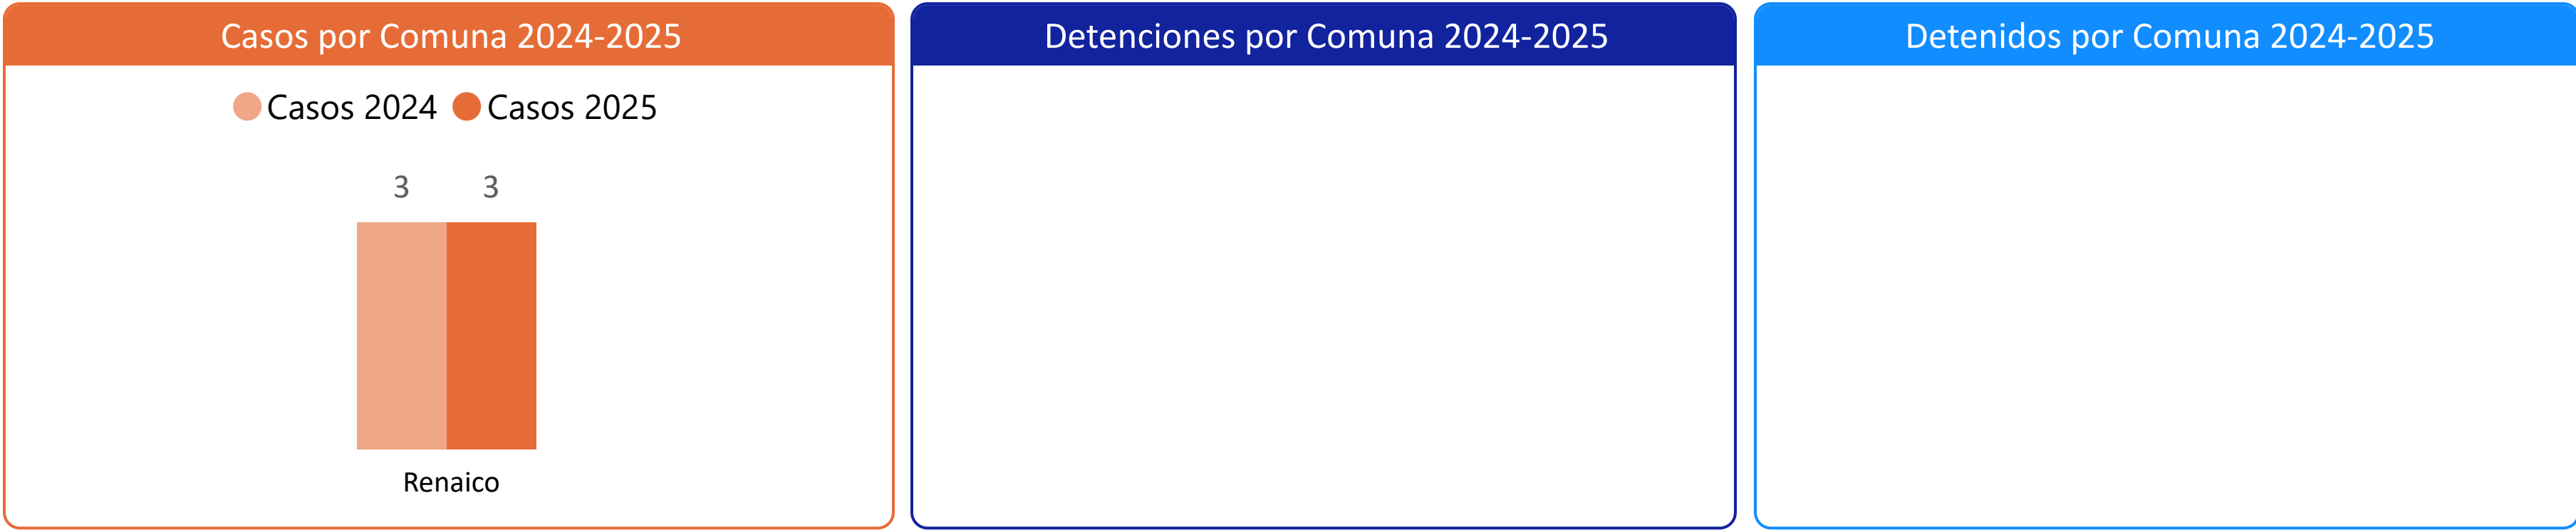 Casos por Comuna 2024-2025
Casos 2024 Casos 2025
3 3
Renaico
Detenciones por Comuna 2024-2025
Detenidos por Comuna 2024-2025